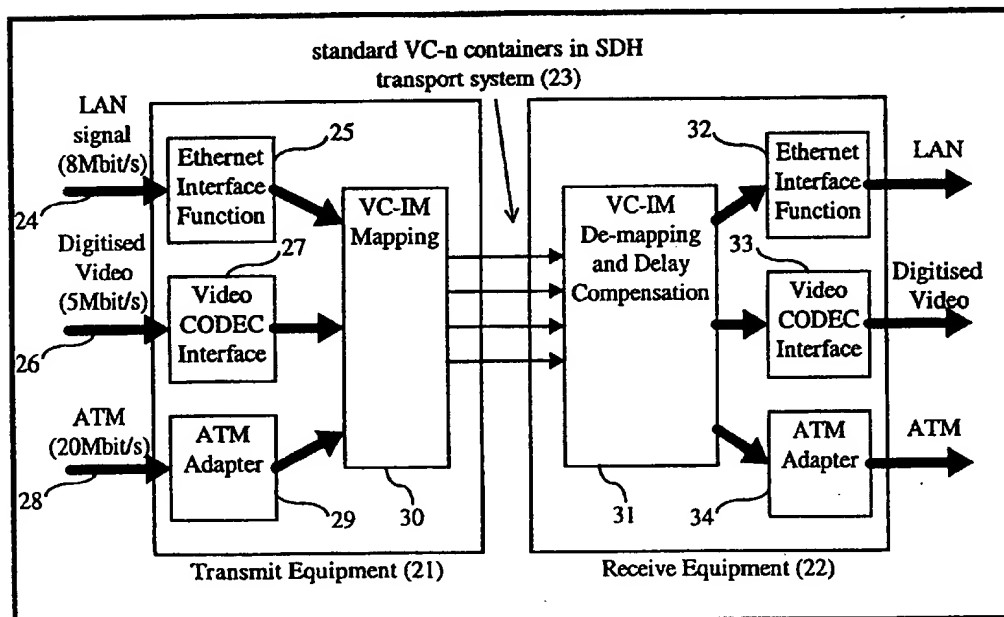 standard VC-n containers in SDH
transport system (23)
LAN
signal
(8Mbit/s)
24
25
Ethernet
Interface
Function
Digitised
Video
(5Mbit/s)
26
27
Video
CODEC
Interface
ATM
(20Mbit/s)
28
ATM
Adapter
29
VC-IM
Mapping
30
Transmit Equipment (21)
VC-IM
De-mapping
and Delay
Compensation
31
32
Ethernet
Interface
Function
LAN
33
Video
CODEC
Interface
Digitised
Video
ATM
Adapter
34
ATM
Receive Equipment (22)